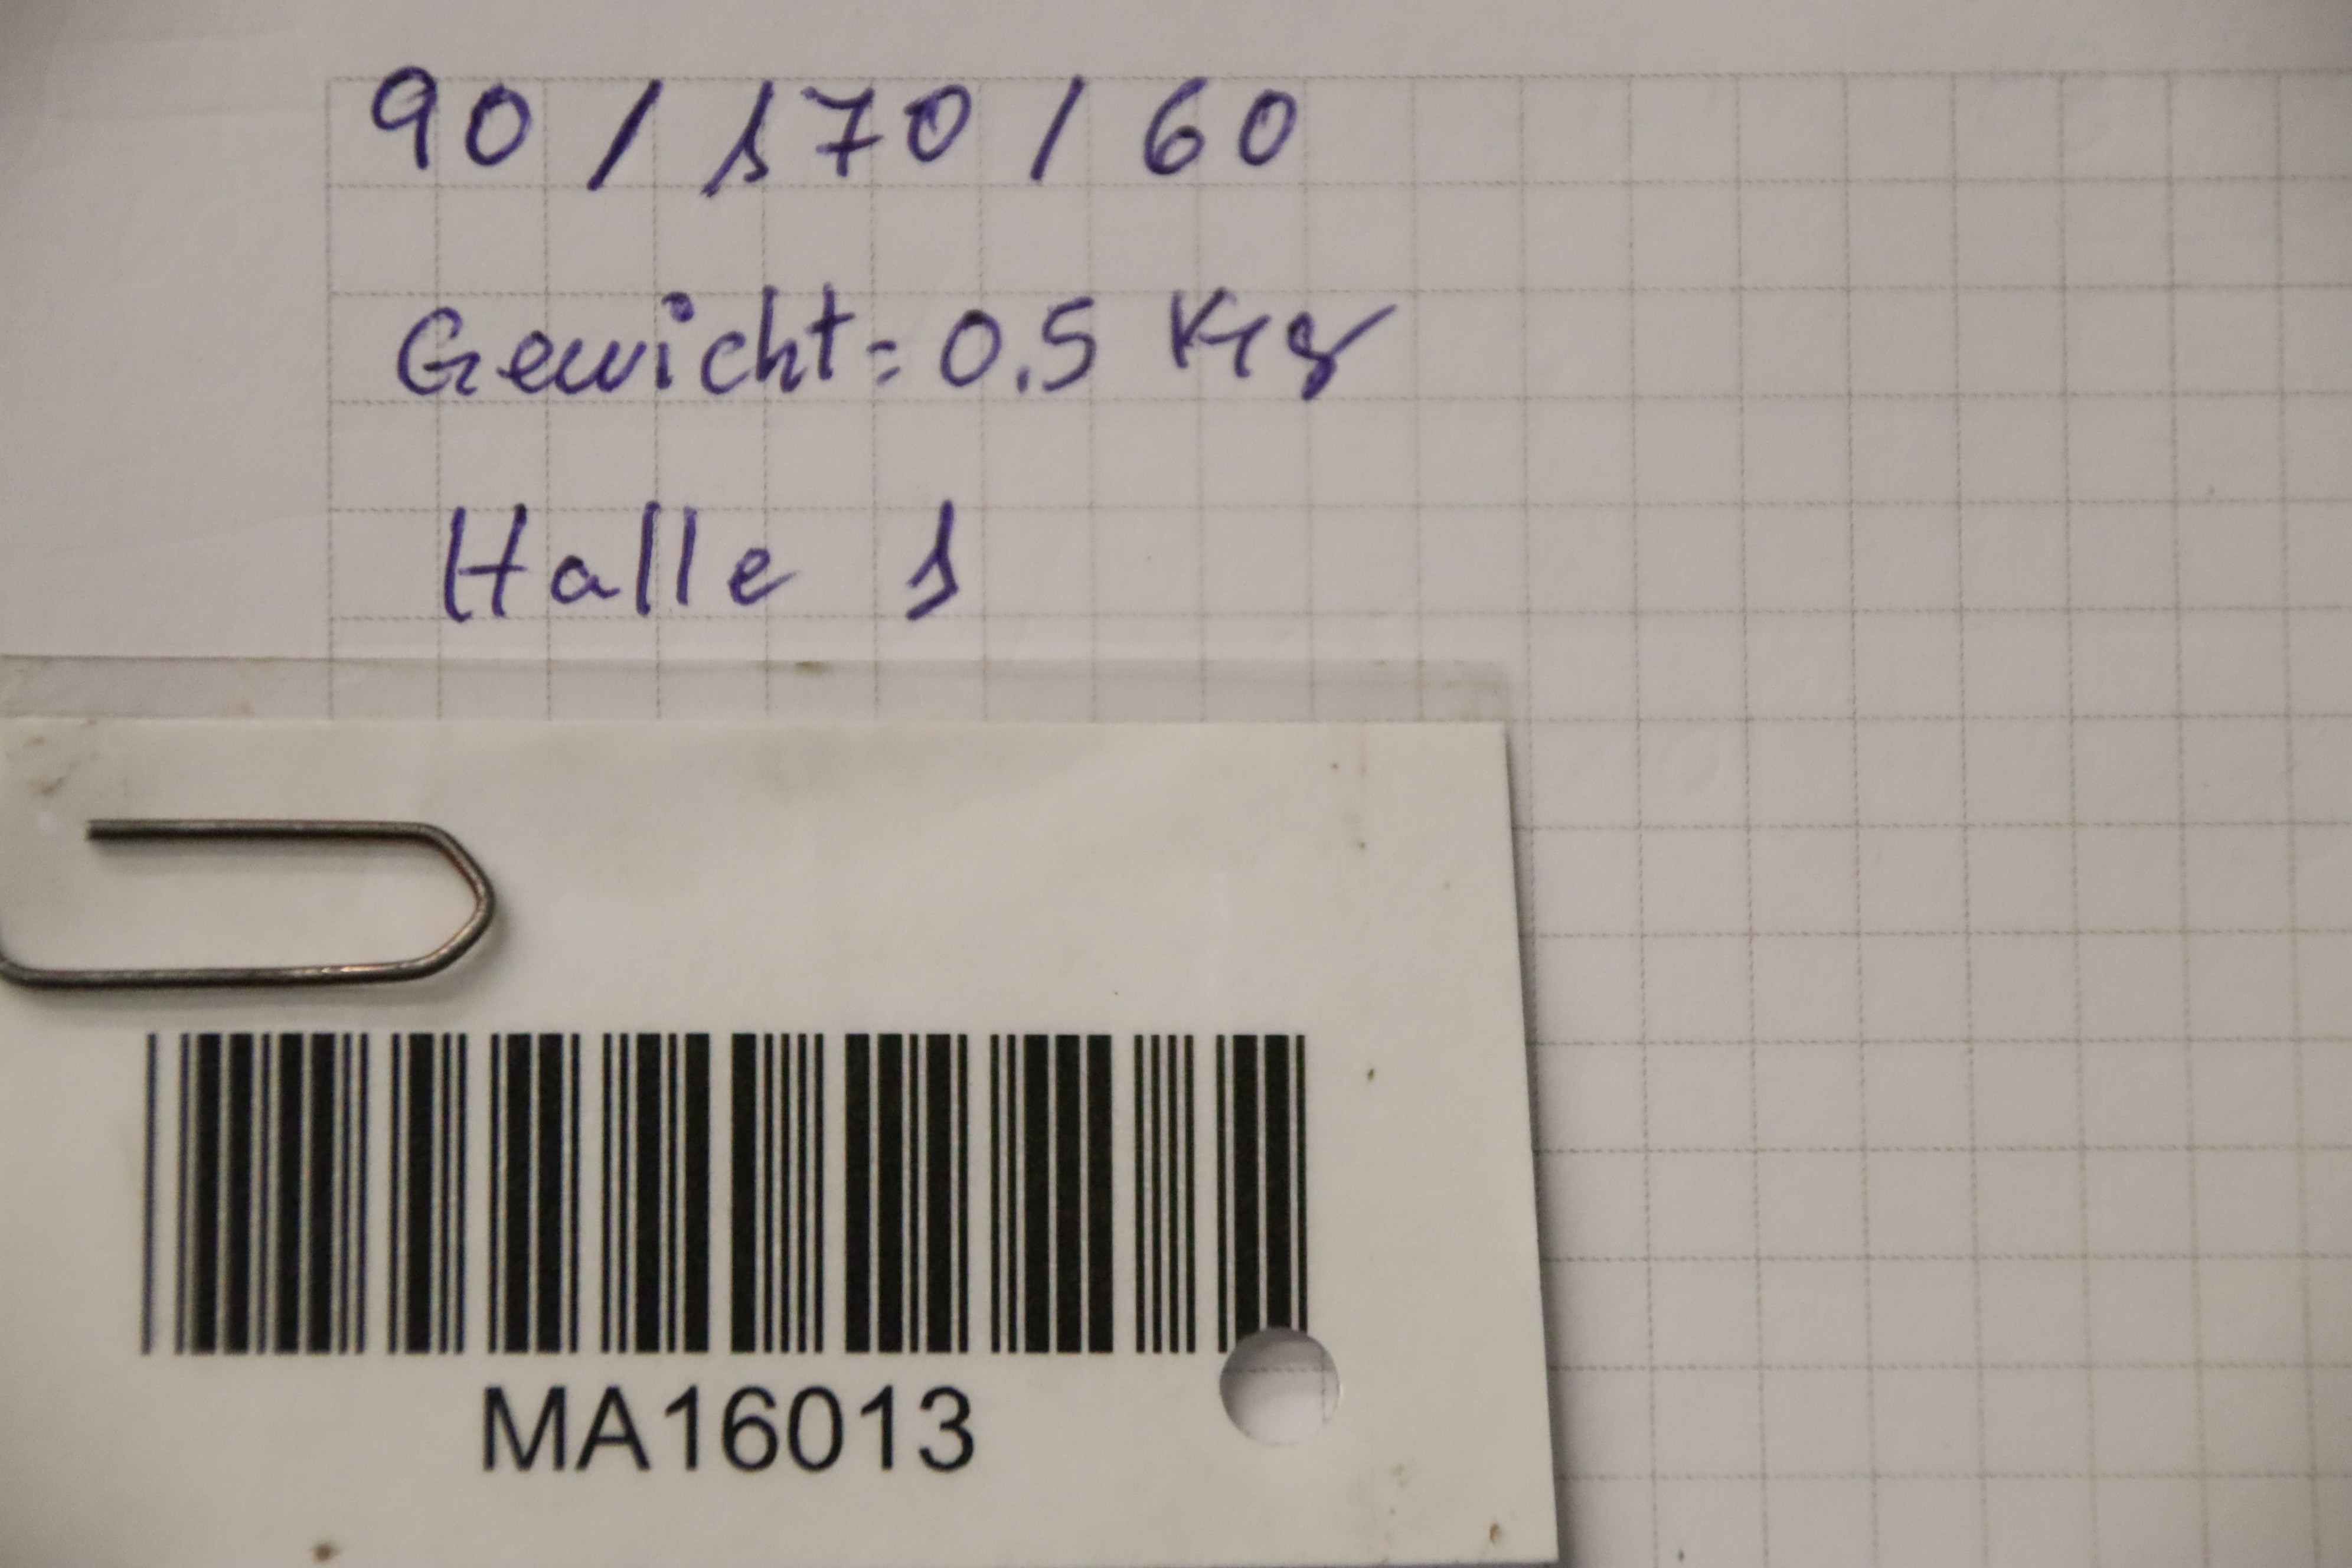 90 / 170 / 60
Gewicht = 0.5 Kg
Halle 1
MA16013